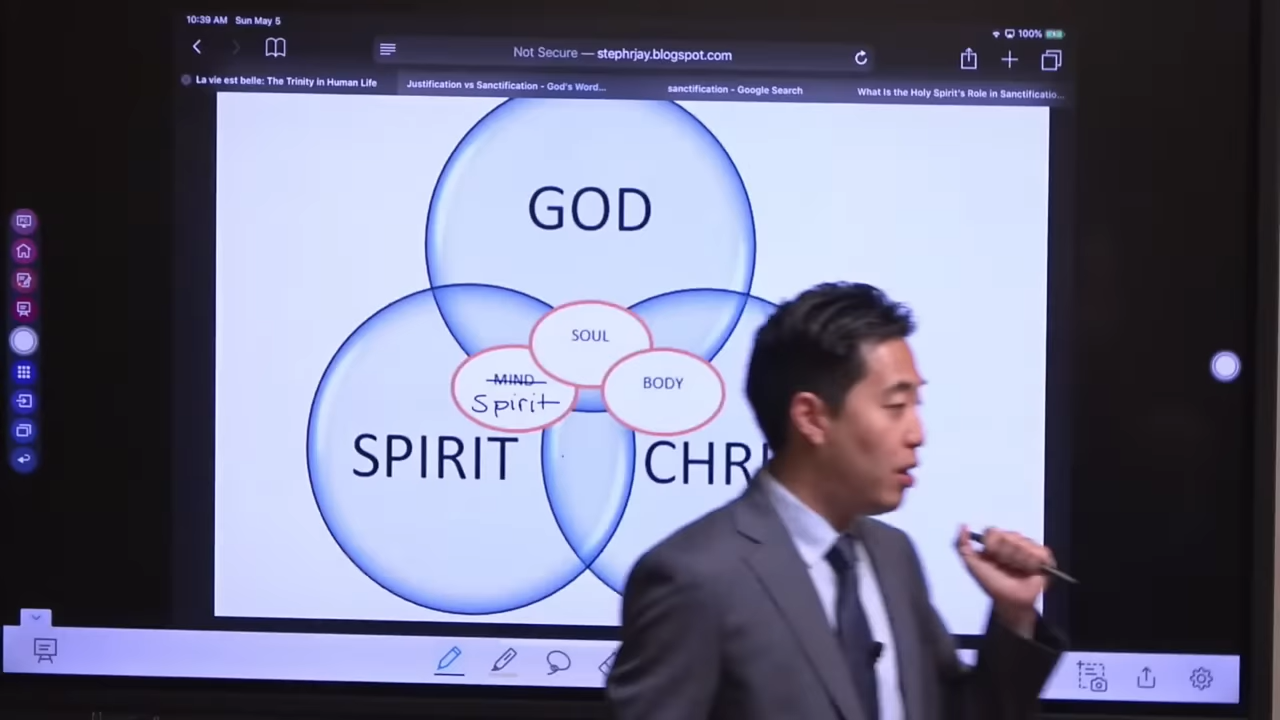 10:39 AM Sun May 5
100%
Not Secure — stephrjay.blogspot.com
La vie est belle: The Trinity in Human Life
Justification vs Sanctification - God's Word...
sanctification - Google Search
What Is the Holy Spirit's Role in Sanctificatio...
GOD
SOUL
MIND
Spirit
BODY
SPIRIT
CHRI